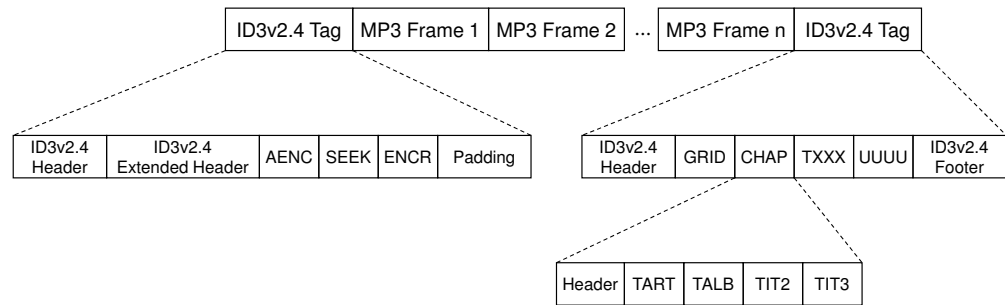 ID3v2.4 Tag MP3 Frame 1 MP3 Frame 2 ... MP3 Frame n ID3v2.4 Tag
ID3v2.4 Header
ID3v2.4 Extended Header
AENC
SEEK
ENCR
Padding
ID3v2.4 Header
GRID
CHAP
TXXX
UUUU
ID3v2.4 Footer
Header TART TALB TIT2 TIT3